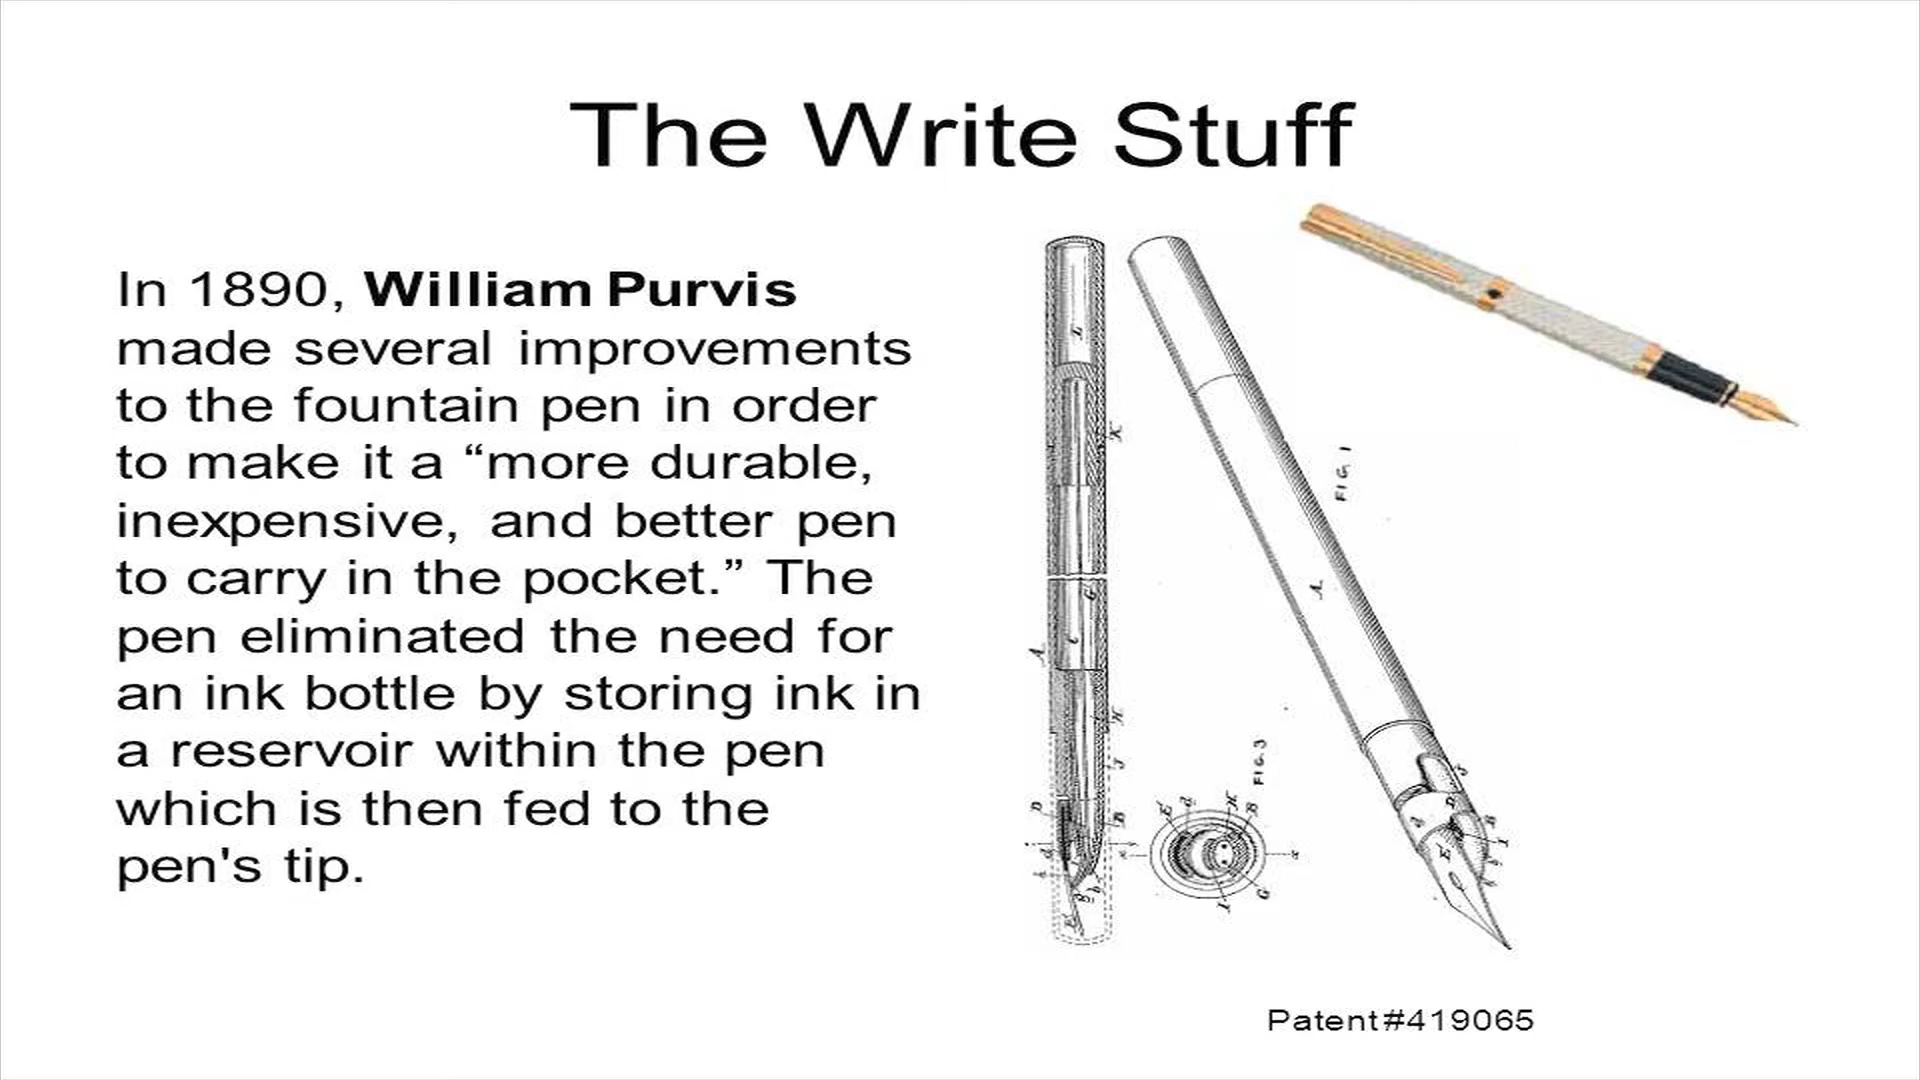 The Write Stuff
In 1890, William Purvis
made several improvements
to the fountain pen in order
to make it a “more durable,
inexpensive, and better pen
to carry in the pocket.” The
pen eliminated the need for
an ink bottle by storing ink in
a reservoir within the pen
which is then fed to the
pen's tip.
FIG. 1
FIG. 3
Patent#419065